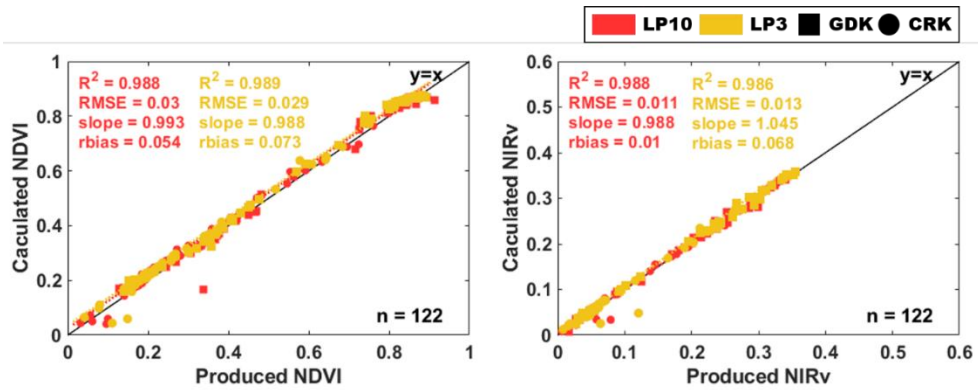 LP10 LP3 GDK CRK
R² = 0.988
RMSE = 0.03
slope = 0.993
rbias = 0.054
R² = 0.989
RMSE = 0.029
slope = 0.988
rbias = 0.073
y=x
n = 122
1
0.8
0.6
0.4
0.2
0
0 0.2 0.4 0.6 0.8 1
Caculated NDVI
Produced NDVI
R² = 0.988
RMSE = 0.011
slope = 0.988
rbias = 0.01
R² = 0.986
RMSE = 0.013
slope = 1.045
rbias = 0.068
y=x
n = 122
0.6
0.5
0.4
0.3
0.2
0.1
0
0 0.1 0.2 0.3 0.4 0.5 0.6
Caculated NIRv
Produced NIRv